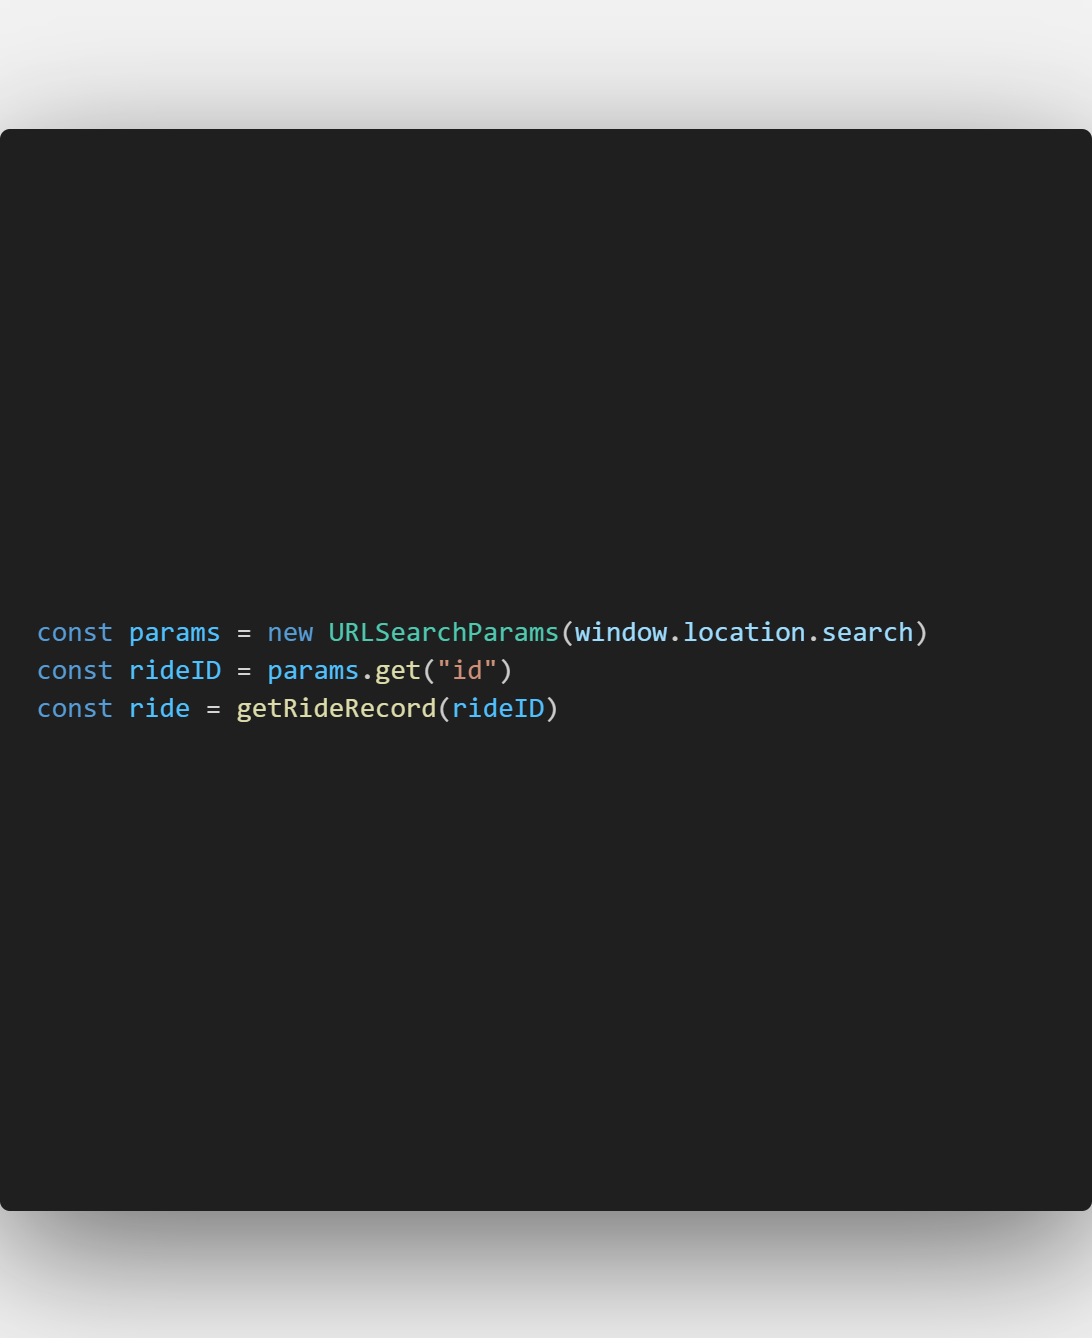 const params = new URLSearchParams(window.location.search)
const rideID = params.get("id")
const ride = getRideRecord(rideID)